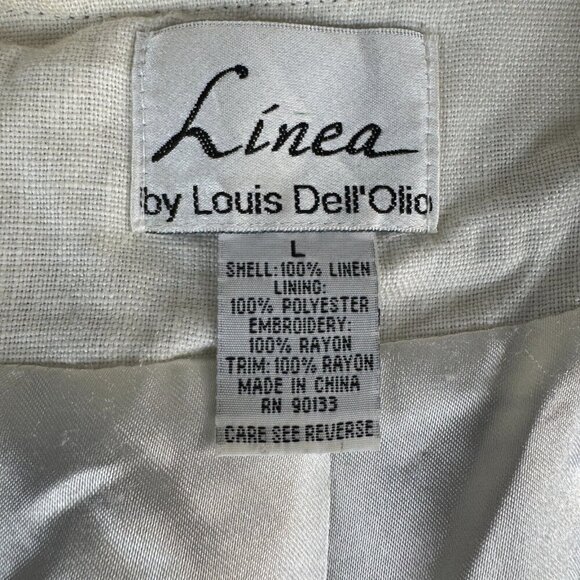 Linea
by Louis Dell'Olio
L
SHELL: 100% LINEN
LINING:
100% POLYESTER
EMBROIDERY:
100% RAYON
TRIM: 100% RAYON
MADE IN CHINA
RN 90133
CARE SEE REVERSE